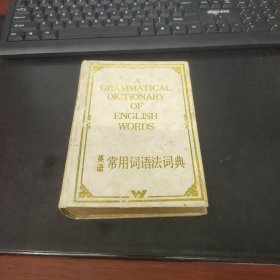 A
GRAMMATICAL
DICTIONARY
OF
ENGLISH
WORDS
英语 常用词语法词典
W